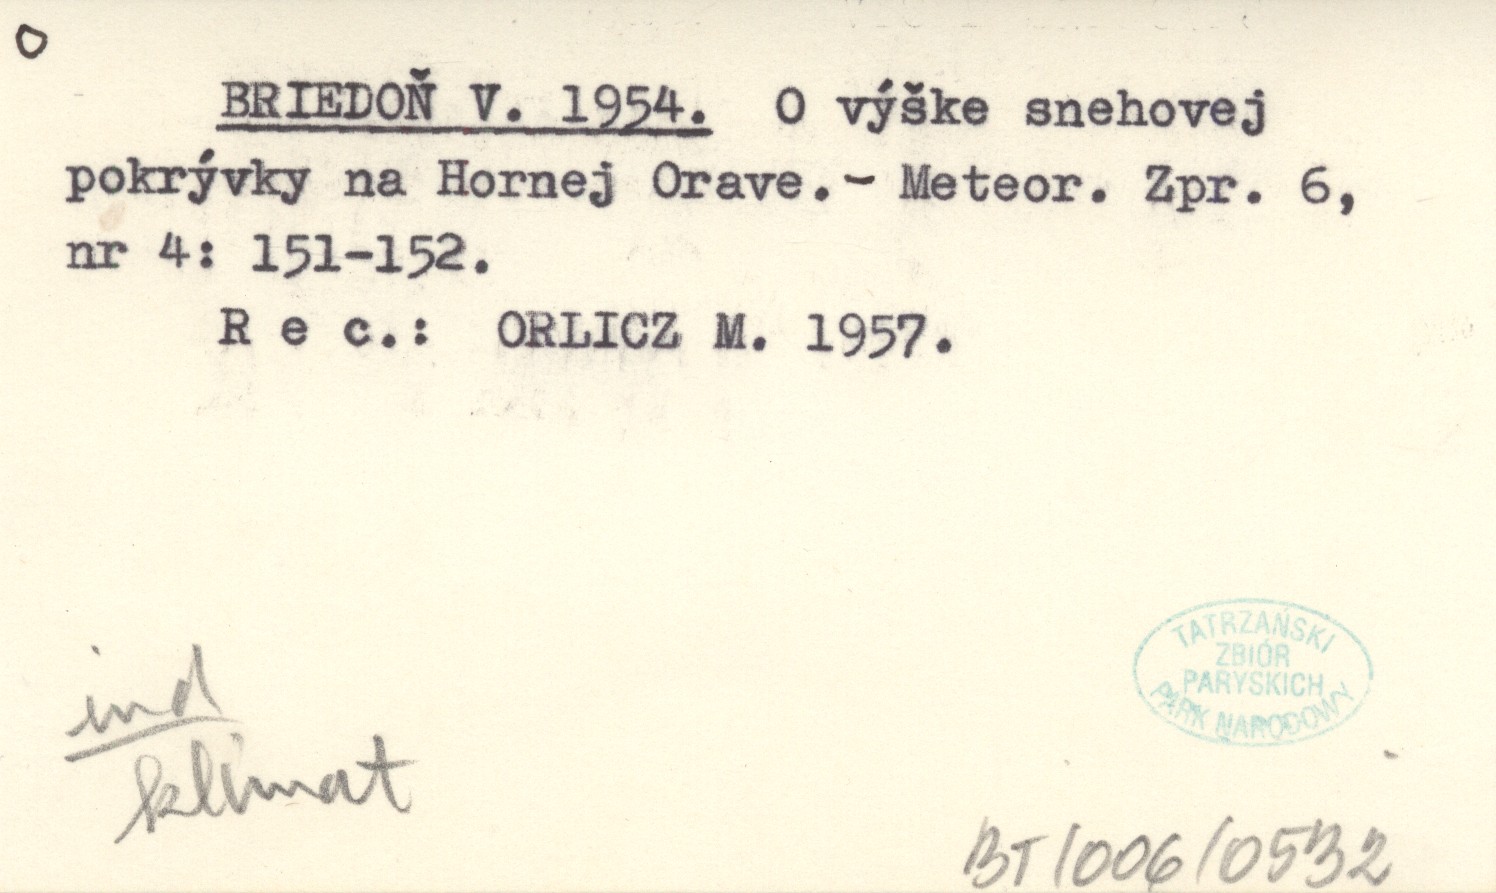 BRIEDOŇ V. 1954. O výške snehovej
pokrývky na Hornej Orave.- Meteor. Zpr. 6,
nr 4: 151-152.
R e c.: ORLICZ M. 1957.
ind
klimat
TATRZAŃSKI
ZBIÓR
PARYSKICH
PARK NARODOWY
BT/006/0532